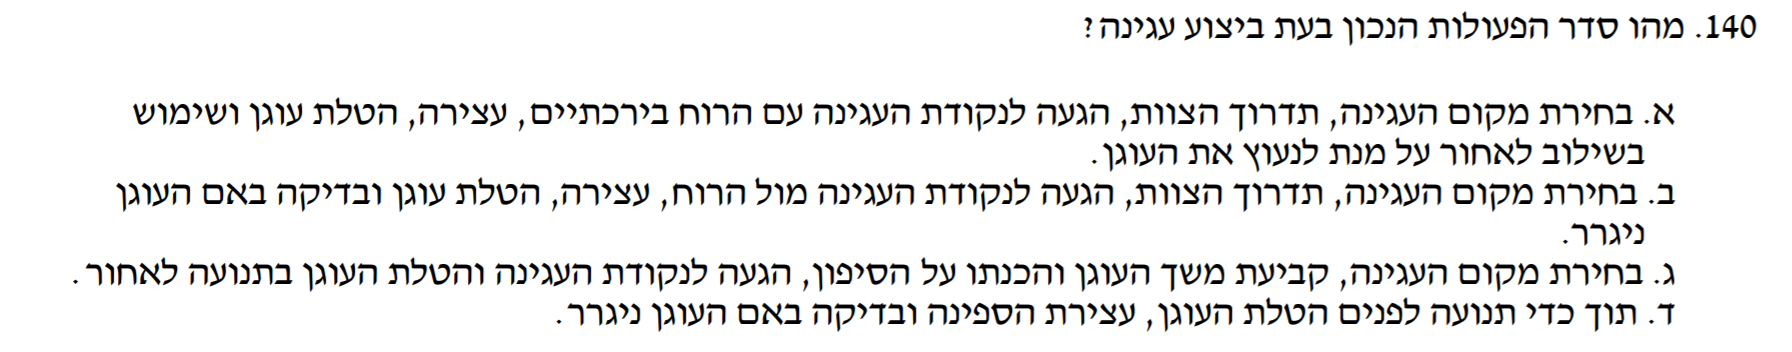 140. מהו סדר הפעולות הנכון בעת ביצוע עגינה?
א. בחירת מקום העגינה, תדרוך הצוות, הגעה לנקודת העגינה עם הרוח בירכתיים, עצירה, הטלת עוגן ושימוש
בשילוב לאחור על מנת לנעוץ את העוגן.
ב. בחירת מקום העגינה, תדרוך הצוות, הגעה לנקודת העגינה מול הרוח, עצירה, הטלת עוגן ובדיקה באם העוגן
ניגרר.
ג. בחירת מקום העגינה, קביעת משך העוגן והכנתו על הסיפון, הגעה לנקודת העגינה והטלת העוגן בתנועה לאחור.
ד. תוך כדי תנועה לפנים הטלת העוגן, עצירת הספינה ובדיקה באם העוגן ניגרר.